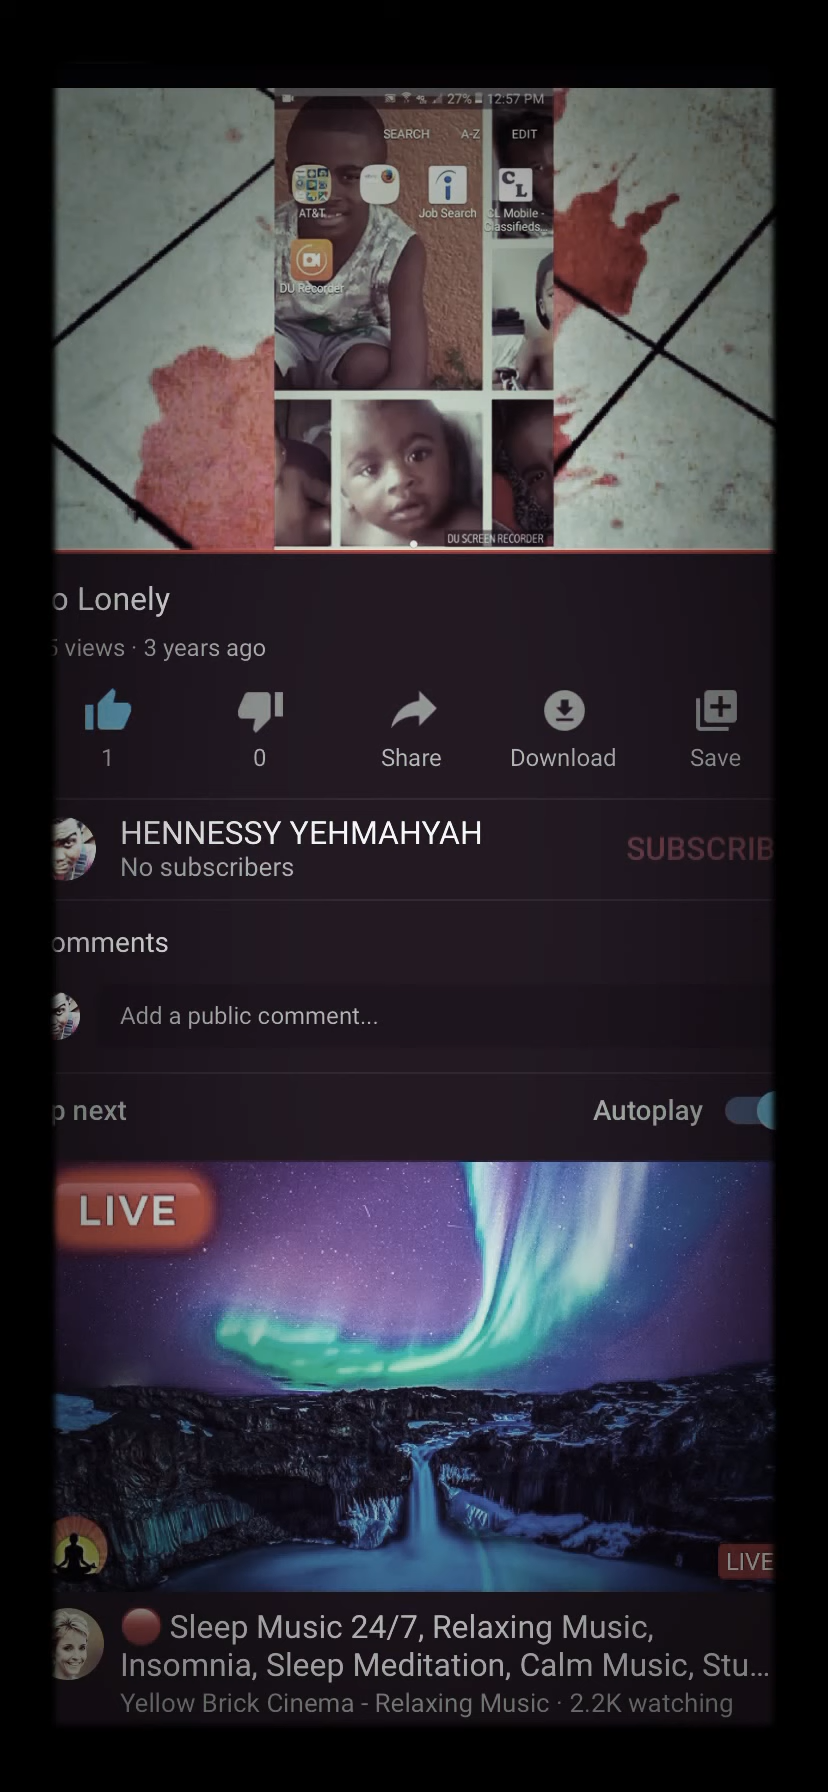 27% 12:57 PM
SEARCH A-Z EDIT
AT&T... Job Search CL Mobile -
Classifieds...
DU Recorder
DU SCREEN RECORDER
o Lonely
5 views · 3 years ago
1 0 Share Download Save
HENNESSY YEHMAHYAH
SUBSCRIB
No subscribers
omments
Add a public comment...
p next Autoplay
LIVE
LIVE
Sleep Music 24/7, Relaxing Music,
Insomnia, Sleep Meditation, Calm Music, Stu...
Yellow Brick Cinema - Relaxing Music · 2.2K watching